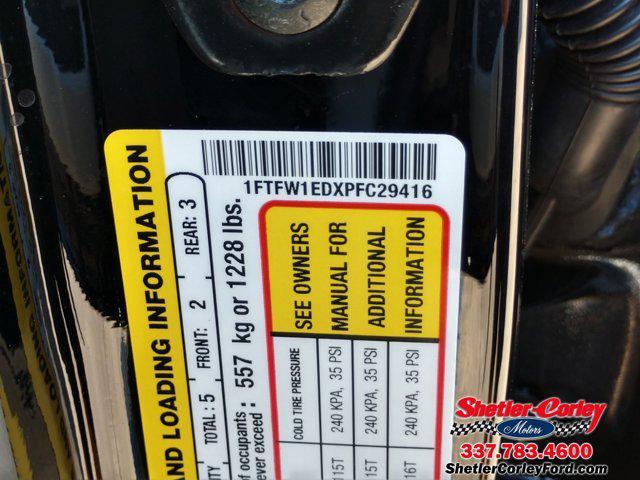 1FTFW1EDXPFC29416
AND LOADING INFORMATION
TOTAL: 5 FRONT: 2 REAR: 3
of occupants : 557 kg or 1228 lbs.
ever exceed
COLD TIRE PRESSURE SEE OWNERS
15T 240 KPA, 35 PSI MANUAL FOR
15T 240 KPA, 35 PSI ADDITIONAL
16T 240 KPA, 35 PSI INFORMATION
Shetler-Corley
Motors
337.783.4600
ShetlerCorleyFord.com